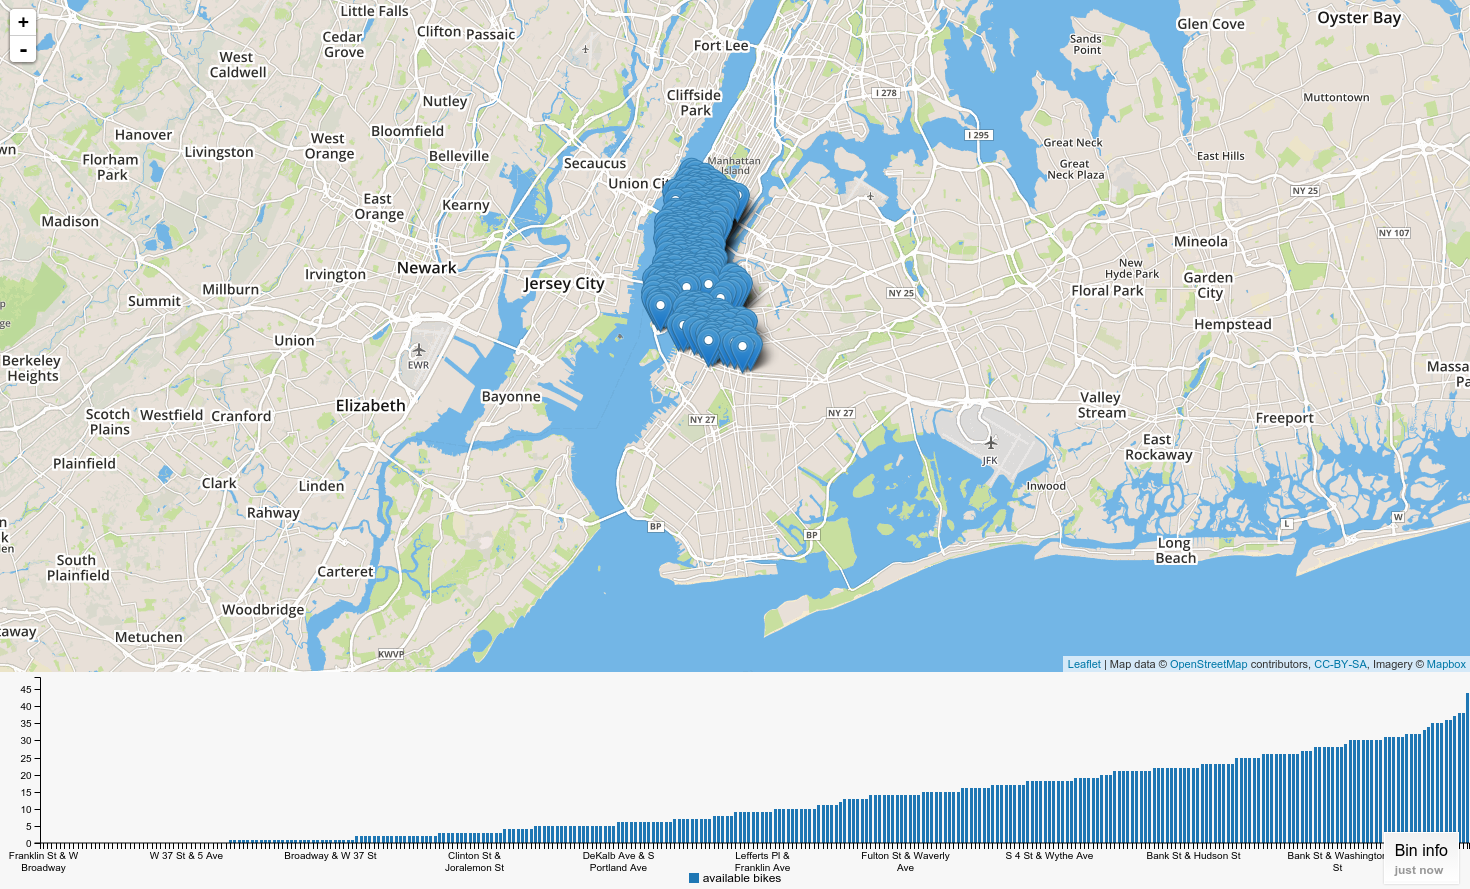 +
-
Little Falls
Clifton
Passaic
Cedar
Grove
Fort Lee
Glen Cove
Oyster Bay
Sands
Point
West
Caldwell
Cliffside
Park
Nutley
I 278
Muttontown
Hanover
West
Orange
Bloomfield
I 295
Great Neck
Livingston
Belleville
Secaucus
Manhattan
Island
East Hills
Florham
Park
Great
Neck Plaza
Union Cit
East
Orange
Kearny
NY 25
Madison
NY 107
Mineola
Newark
Irvington
Jersey City
New
Hyde Park
Garden
City
Millburn
Floral Park
NY 25
Summit
Hempstead
Union
Berkeley
Heights
EWR
Massa
Pa
Elizabeth
Bayonne
Valley
Stream
Scotch
Plains
Westfield
Cranford
NY 27
NY 27
Freeport
East
Rockaway
JFK
Plainfield
Clark
Linden
Inwood
Rahway
BP
BP
L
W
South
Plainfield
Carteret
Long
Beach
Woodbridge
Metuchen
KWVP
Leaflet | Map data © OpenStreetMap contributors, CC-BY-SA, Imagery © Mapbox
45
40
35
30
25
20
15
10
5
0
Franklin St & W
Broadway
W 37 St & 5 Ave
Broadway & W 37 St
Clinton St &
Joralemon St
DeKalb Ave & S
Portland Ave
Lefferts Pl &
Franklin Ave
Fulton St & Waverly
Ave
S 4 St & Wythe Ave
Bank St & Hudson St
Bank St & Washington
St
available bikes
Bin info
just now